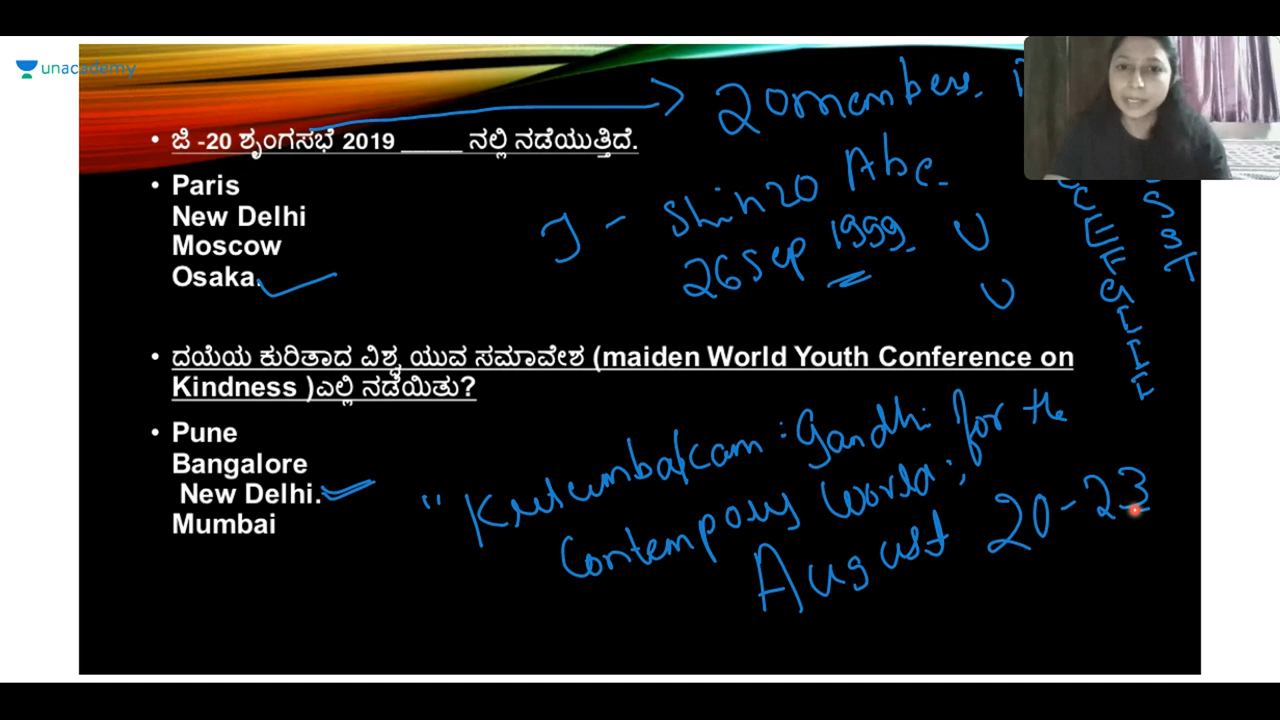 unacademy
• ಜಿ -20 ಶೃಂಗಸಭೆ 2019 _____ ನಲ್ಲಿ ನಡೆಯುತ್ತಿದೆ.
• Paris
New Delhi
Moscow
Osaka.
20 members.
J - Shinzo Abe.
26 Sep 1999.
U
U
C
C
E
F
G
I
I
I
S
S
T
• ದಯೆಯ ಕುರಿತಾದ ವಿಶ್ವ ಯುವ ಸಮಾವೇಶ (maiden World Youth Conference on
Kindness )ಎಲ್ಲಿ ನಡೆಯಿತು?
• Pune
Bangalore
New Delhi.
Mumbai
"Kutumbakam : Gandhi for the
Contempory World;
August 20-23